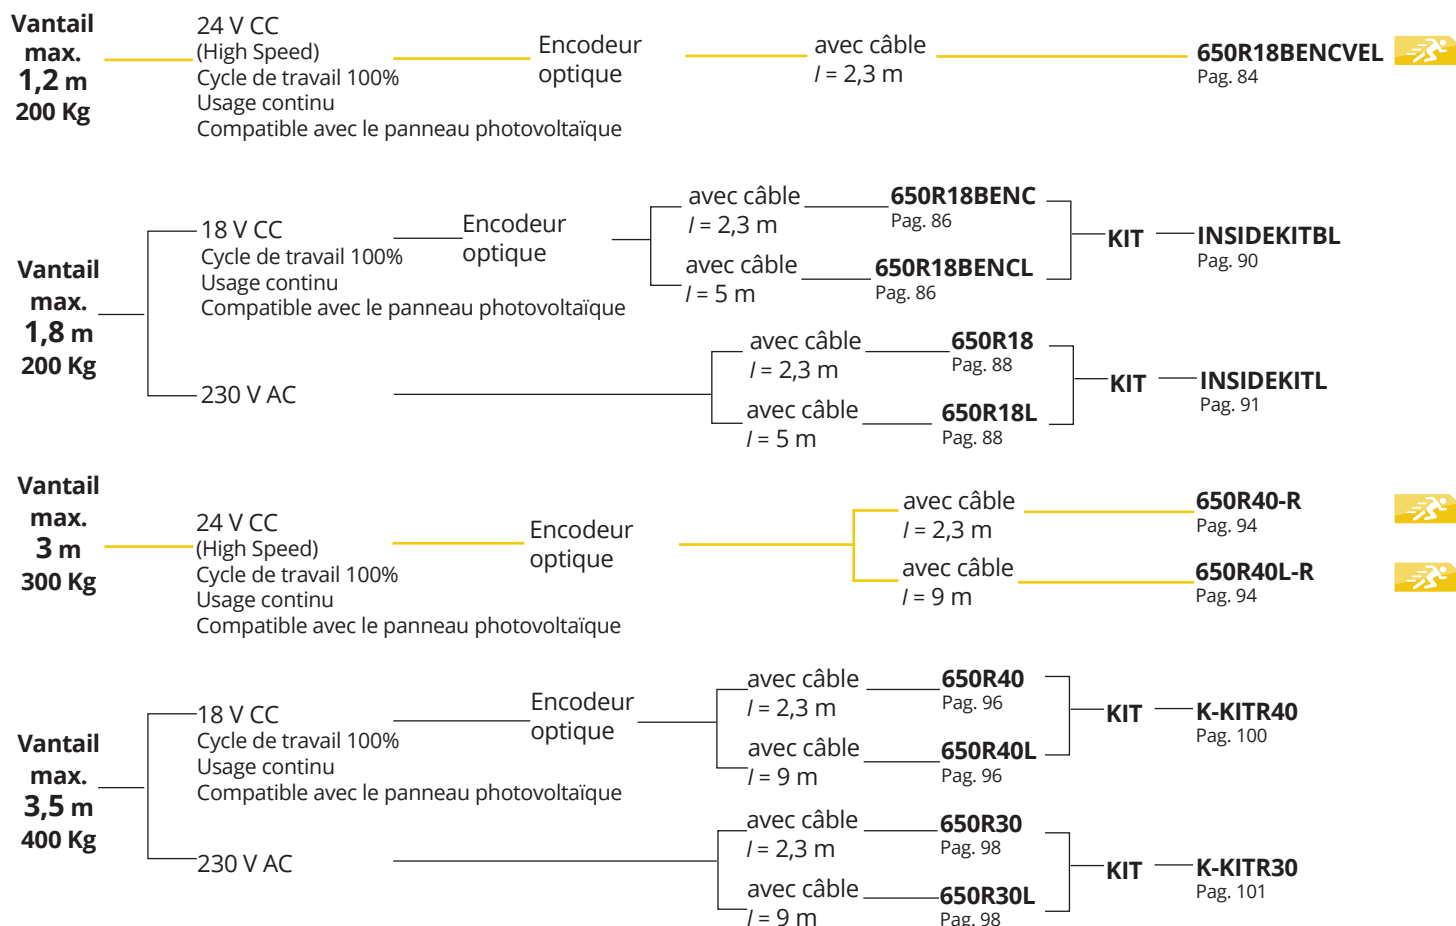 Vantail
max.
1,2 m
200 Kg
24 V CC
(High Speed)
Cycle de travail 100%
Usage continu
Compatible avec le panneau photovoltaïque
Encodeur
optique
avec câble
l = 2,3 m
650R18BENCVEL
Pag. 84
Vantail
max.
1,8 m
200 Kg
18 V CC
Cycle de travail 100%
Usage continu
Compatible avec le panneau photovoltaïque
Encodeur
optique
avec câble
l = 2,3 m
650R18BENC
Pag. 86
avec câble
l = 5 m
650R18BENCL
Pag. 86
KIT
INSIDEKITBL
Pag. 90
230 V AC
avec câble
l = 2,3 m
650R18
Pag. 88
avec câble
l = 5 m
650R18L
Pag. 88
KIT
INSIDEKITL
Pag. 91
Vantail
max.
3 m
300 Kg
24 V CC
(High Speed)
Cycle de travail 100%
Usage continu
Compatible avec le panneau photovoltaïque
Encodeur
optique
avec câble
l = 2,3 m
650R40-R
Pag. 94
avec câble
l = 9 m
650R40L-R
Pag. 94
Vantail
max.
3,5 m
400 Kg
18 V CC
Cycle de travail 100%
Usage continu
Compatible avec le panneau photovoltaïque
Encodeur
optique
avec câble
l = 2,3 m
650R40
Pag. 96
avec câble
l = 9 m
650R40L
Pag. 96
KIT
K-KITR40
Pag. 100
230 V AC
avec câble
l = 2,3 m
650R30
Pag. 98
avec câble
l = 9 m
650R30L
Pag. 98
KIT
K-KITR30
Pag. 101